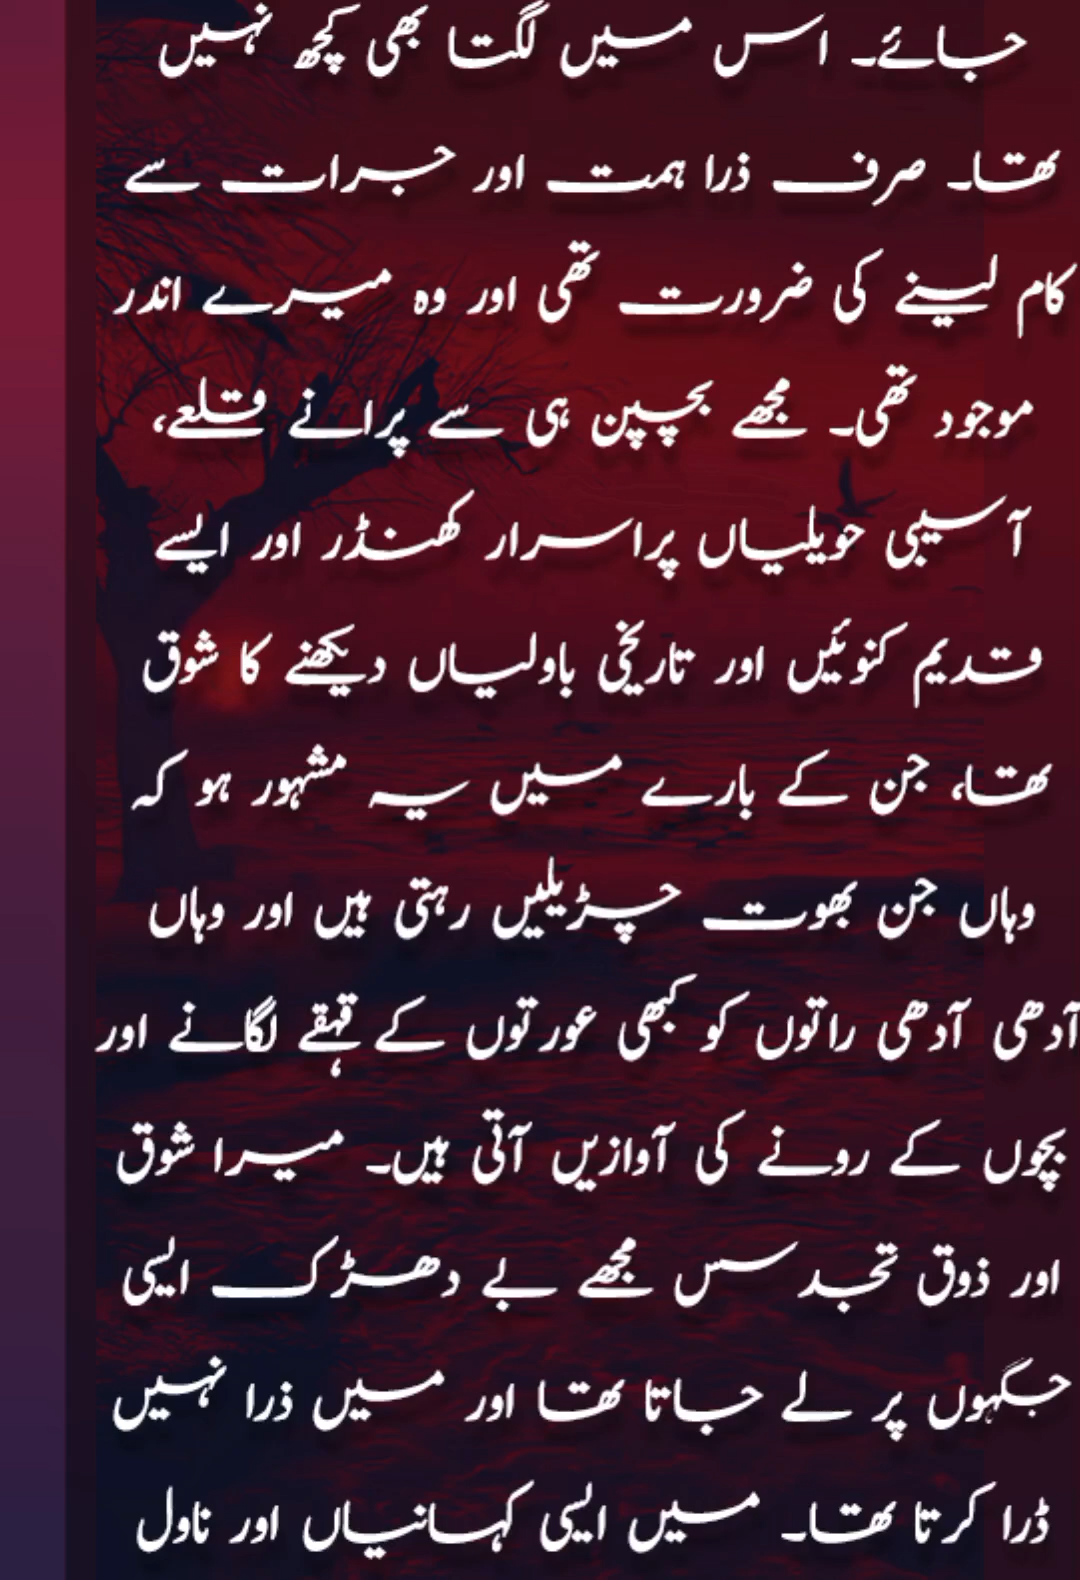 جائے۔ اس میں لگتا بھی کچھ نہیں
تھا۔ صرف ذرا ہمت اور جرات سے
کام لینے کی ضرورت تھی اور وہ میرے اندر
موجود تھی۔ مجھے بچپن ہی سے پرانے قلعے،
آسیبی حویلیاں پراسرار کھنڈر اور ایسے
قدیم کنوئیں اور تاریخی باولیاں دیکھنے کا شوق
تھا، جن کے بارے میں یہ مشہور ہو کہ
وہاں جن بھوت چڑیلیں رہتی ہیں اور وہاں
آدھی آدھی راتوں کو کبھی عورتوں کے قہقہے لگانے اور
بچوں کے رونے کی آوازیں آتی ہیں۔ میرا شوق
اور ذوق تجدسس مجھے بے دھڑک ایسی
جگہوں پر لے جاتا تھا اور میں ذرا نہیں
ڈرا کرتا تھا۔ میں ایسی کہانیاں اور ناول